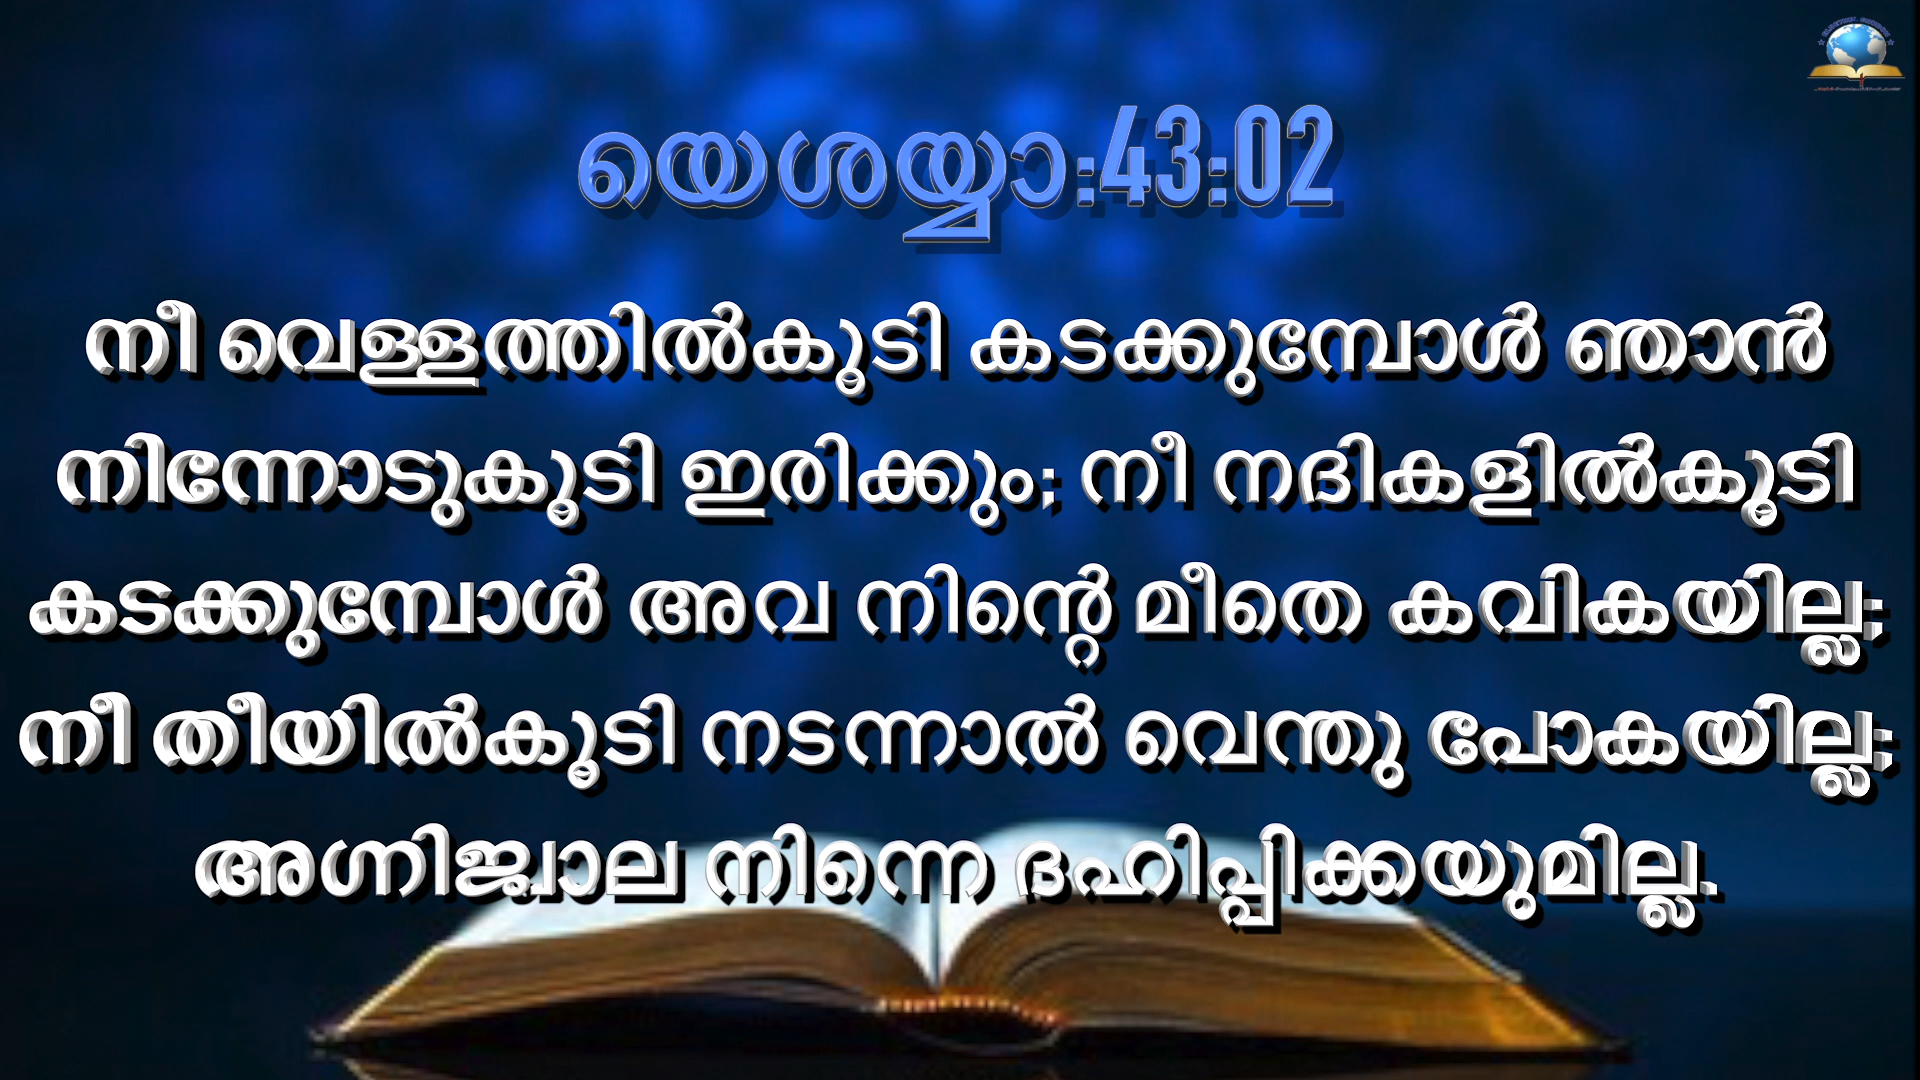 യെശയ്യാ:43:02
നീ വെള്ളത്തിൽകൂടി കടക്കുമ്പോൾ ഞാൻ
നിന്നോടുകൂടി ഇരിക്കും; നീ നദികളിൽകൂടി
കടക്കുമ്പോൾ അവ നിന്റെ മീതെ കവികയില്ല;
നീ തീയിൽകൂടി നടന്നാൽ വെന്തു പോകയില്ല;
അഗ്നിജ്വാല നിന്നെ ദഹിപ്പിക്കയുമില്ല.